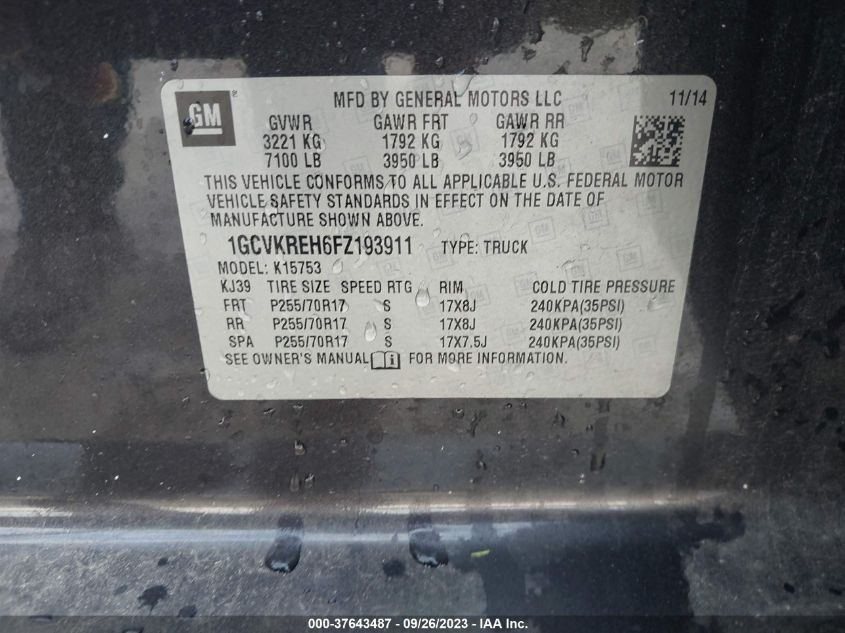 GM ® MFD BY GENERAL MOTORS LLC 11/14
GVWR GAWR FRT GAWR RR
3221 KG 1792 KG 1792 KG
7100 LB 3950 LB 3950 LB
THIS VEHICLE CONFORMS TO ALL APPLICABLE U.S. FEDERAL MOTOR
VEHICLE SAFETY STANDARDS IN EFFECT ON THE DATE OF
MANUFACTURE SHOWN ABOVE.
1GCVKREH6FZ193911 TYPE: TRUCK
MODEL: K15753
KJ39 TIRE SIZE SPEED RTG RIM COLD TIRE PRESSURE
FRT P255/70R17 S 17X8J 240KPA(35PSI)
RR P255/70R17 S 17X8J 240KPA(35PSI)
SPA P255/70R17 S 17X7.5J 240KPA(35PSI)
SEE OWNER'S MANUAL FOR MORE INFORMATION.
000-37643487 - 09/26/2023 - IAA Inc.